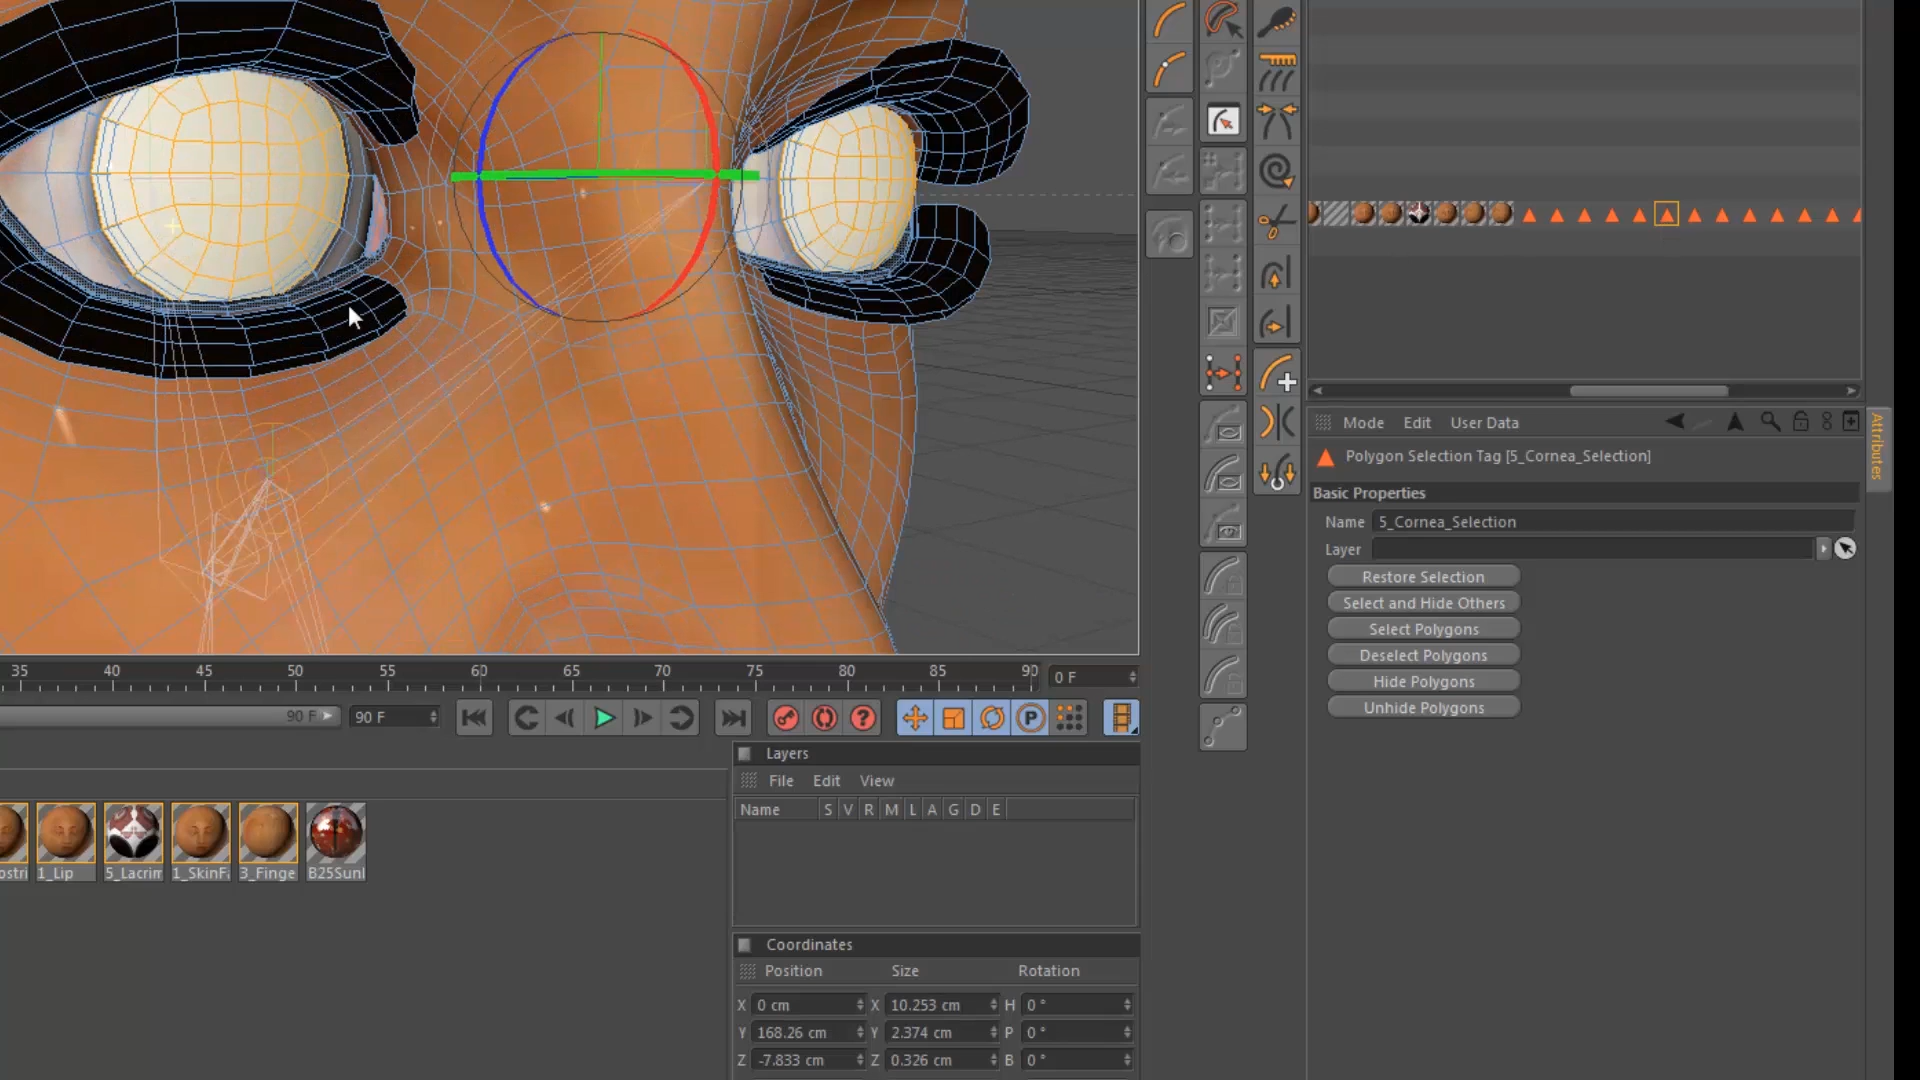 Mode Edit User Data
Attributes
Polygon Selection Tag [5_Cornea_Selection]
Basic Properties
Name 5_Cornea_Selection
Layer
Restore Selection
Select and Hide Others
Select Polygons
Deselect Polygons
Hide Polygons
Unhide Polygons
35 40 45 50 55 60 65 70 75 80 85 90 0 F
90 F 90 F
? P
Layers
File Edit View
Name S V R M L A G D E
ostri 1_Lip 5_Lacrim 1_SkinF 3_Finge B25Sunl
Coordinates
Position Size Rotation
X 0 cm X 10.253 cm H 0 °
Y 168.26 cm Y 2.374 cm P 0 °
Z -7.833 cm Z 0.326 cm B 0 °